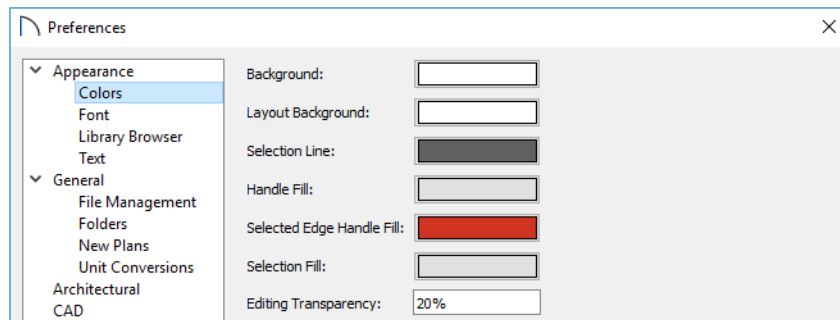 Preferences
Appearance
Colors
Font
Library Browser
Text
General
File Management
Folders
New Plans
Unit Conversions
Architectural
CAD
Background:
Layout Background:
Selection Line:
Handle Fill:
Selected Edge Handle Fill:
Selection Fill:
Editing Transparency: 20%